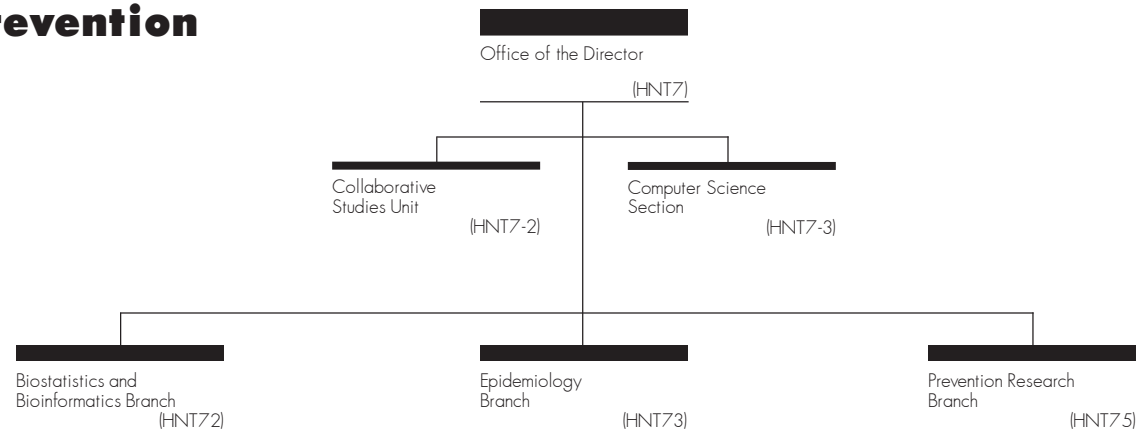 Office of the Director
(HNT7)
Collaborative
Studies Unit
(HNT7-2)
Computer Science
Section
(HNT7-3)
Biostatistics and
Bioinformatics Branch
(HNT72)
Epidemiology
Branch
(HNT73)
Prevention Research
Branch
(HNT75)